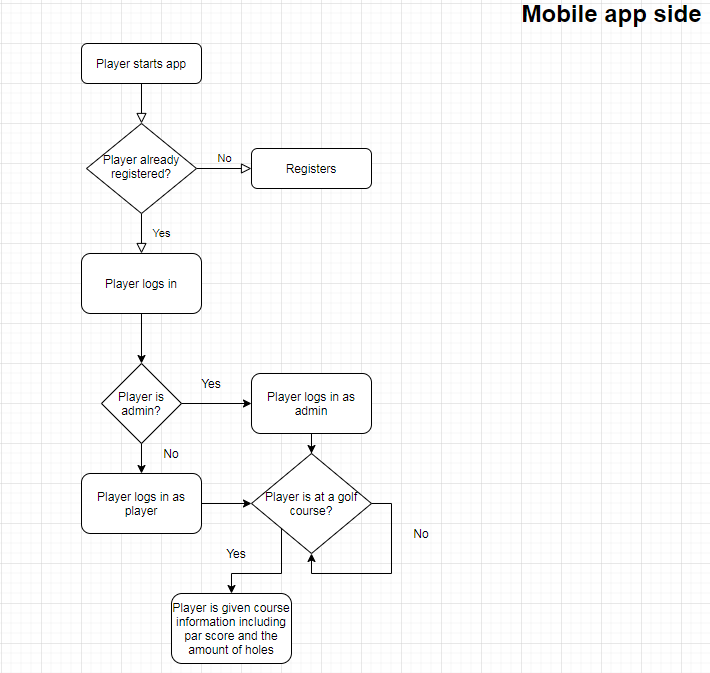 Mobile app side
Player starts app
Player already
registered?
No
Registers
Yes
Player logs in
Player is
admin?
Yes
Player logs in as
admin
No
Player logs in as
player
Player is at a golf
course?
No
Yes
Player is given course
information including
par score and the
amount of holes